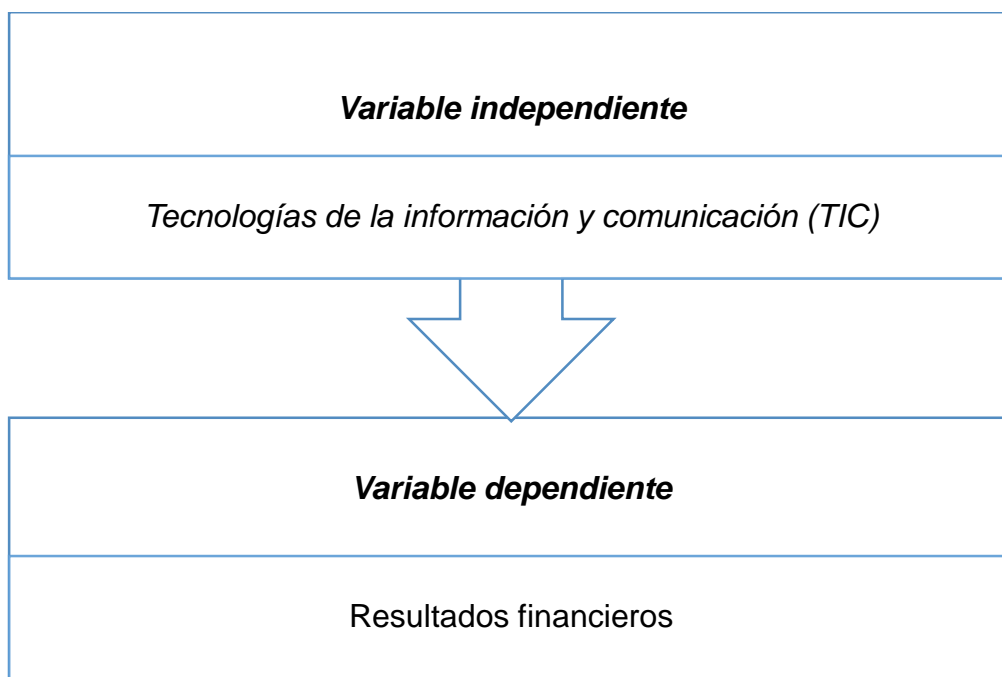 Variable independiente
Tecnologías de la información y comunicación (TIC)
Variable dependiente
Resultados financieros